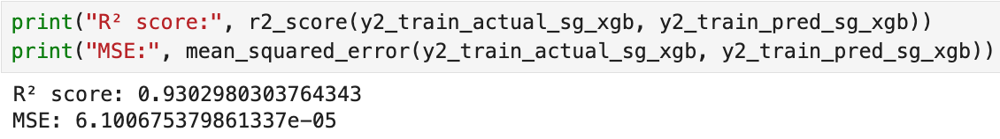 print("R² score:", r2_score(y2_train_actual_sg_xgb, y2_train_pred_sg_xgb))
print("MSE:", mean_squared_error(y2_train_actual_sg_xgb, y2_train_pred_sg_xgb))
R² score: 0.9302980303764343
MSE: 6.100675379861337e-05